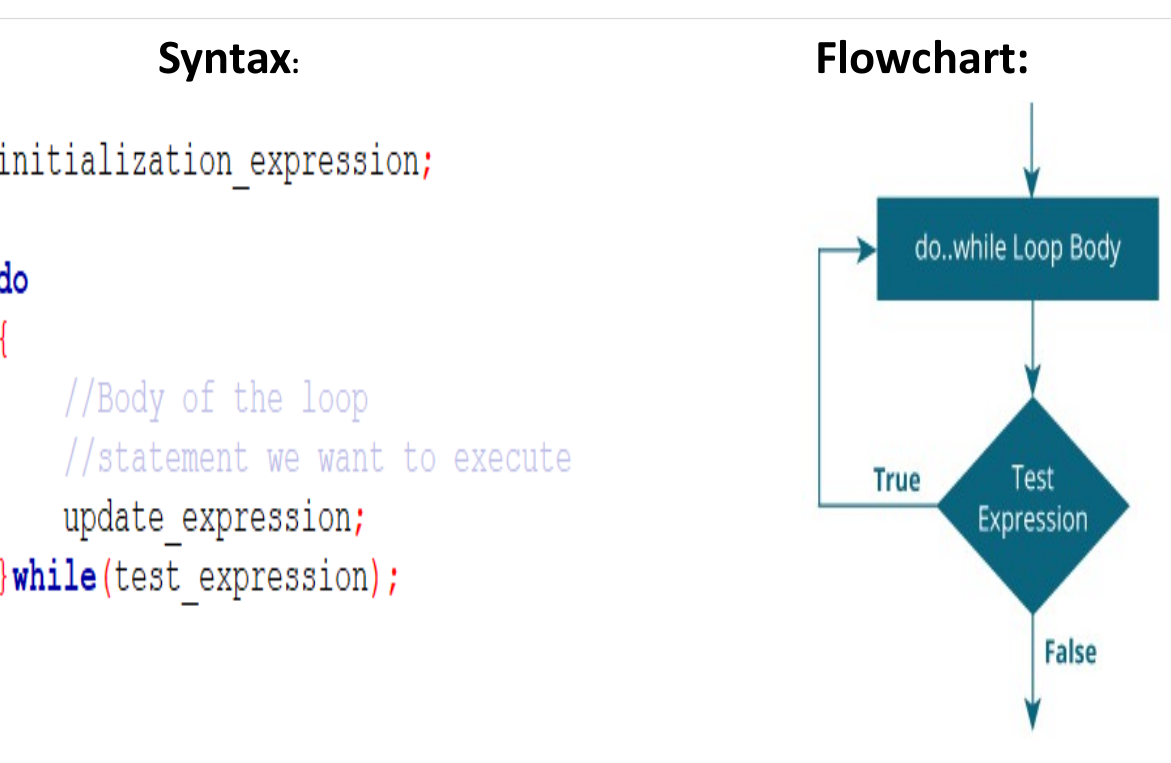 Syntax:
initialization_expression;
do
{
//Body of the loop
//statement we want to execute
update_expression;
}while(test_expression);
Flowchart:
do..while Loop Body
True
Test
Expression
False